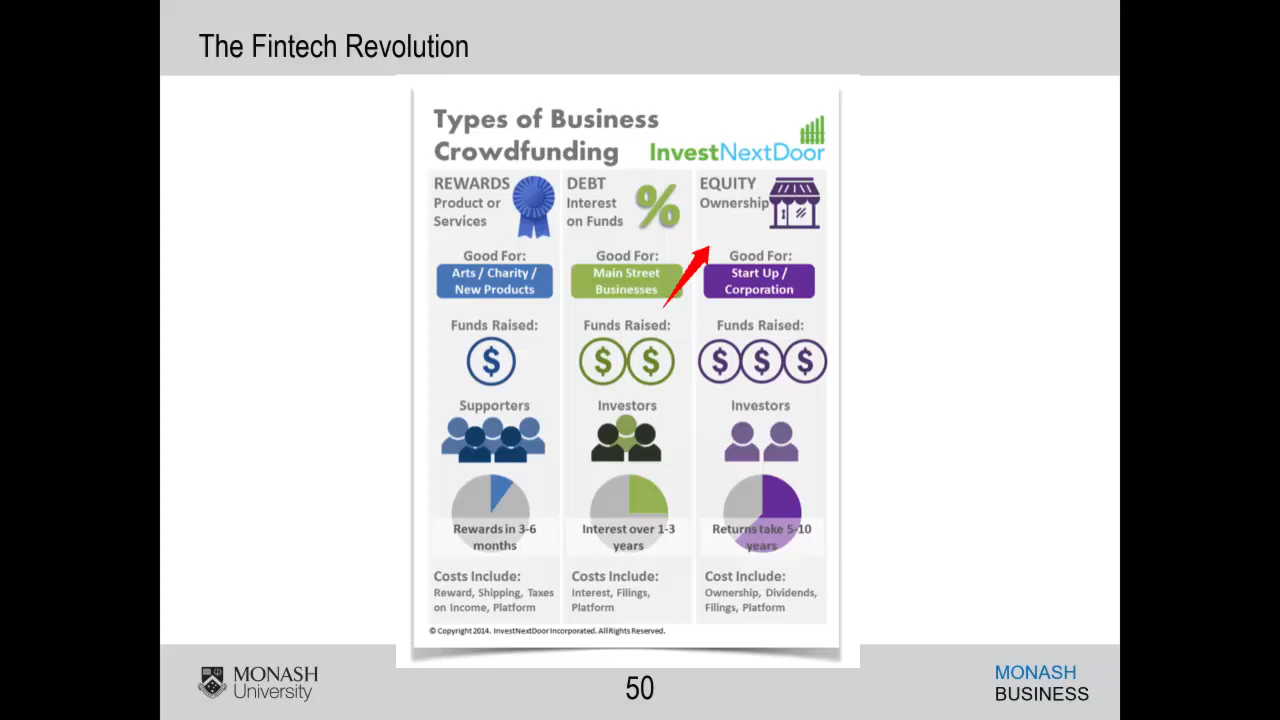 The Fintech Revolution
Types of Business
Crowdfunding
InvestNextDoor
REWARDS
Product or
Services
Good For:
Arts / Charity /
New Products
Funds Raised:
$
Supporters
Rewards in 3-6
months
Costs Include:
Reward, Shipping, Taxes
on Income, Platform
DEBT
Interest
on Funds
%
Good For:
Main Street
Businesses
Funds Raised:
$ $
Investors
Interest over 1-3
years
Costs Include:
Interest, Filings,
Platform
EQUITY
Ownership
Good For:
Start Up /
Corporation
Funds Raised:
$ $ $
Investors
Returns take 5-10
years
Cost Include:
Ownership, Dividends,
Filings, Platform
© Copyright 2014. InvestNextDoor Incorporated. All Rights Reserved.
MONASH
University
50
MONASH
BUSINESS